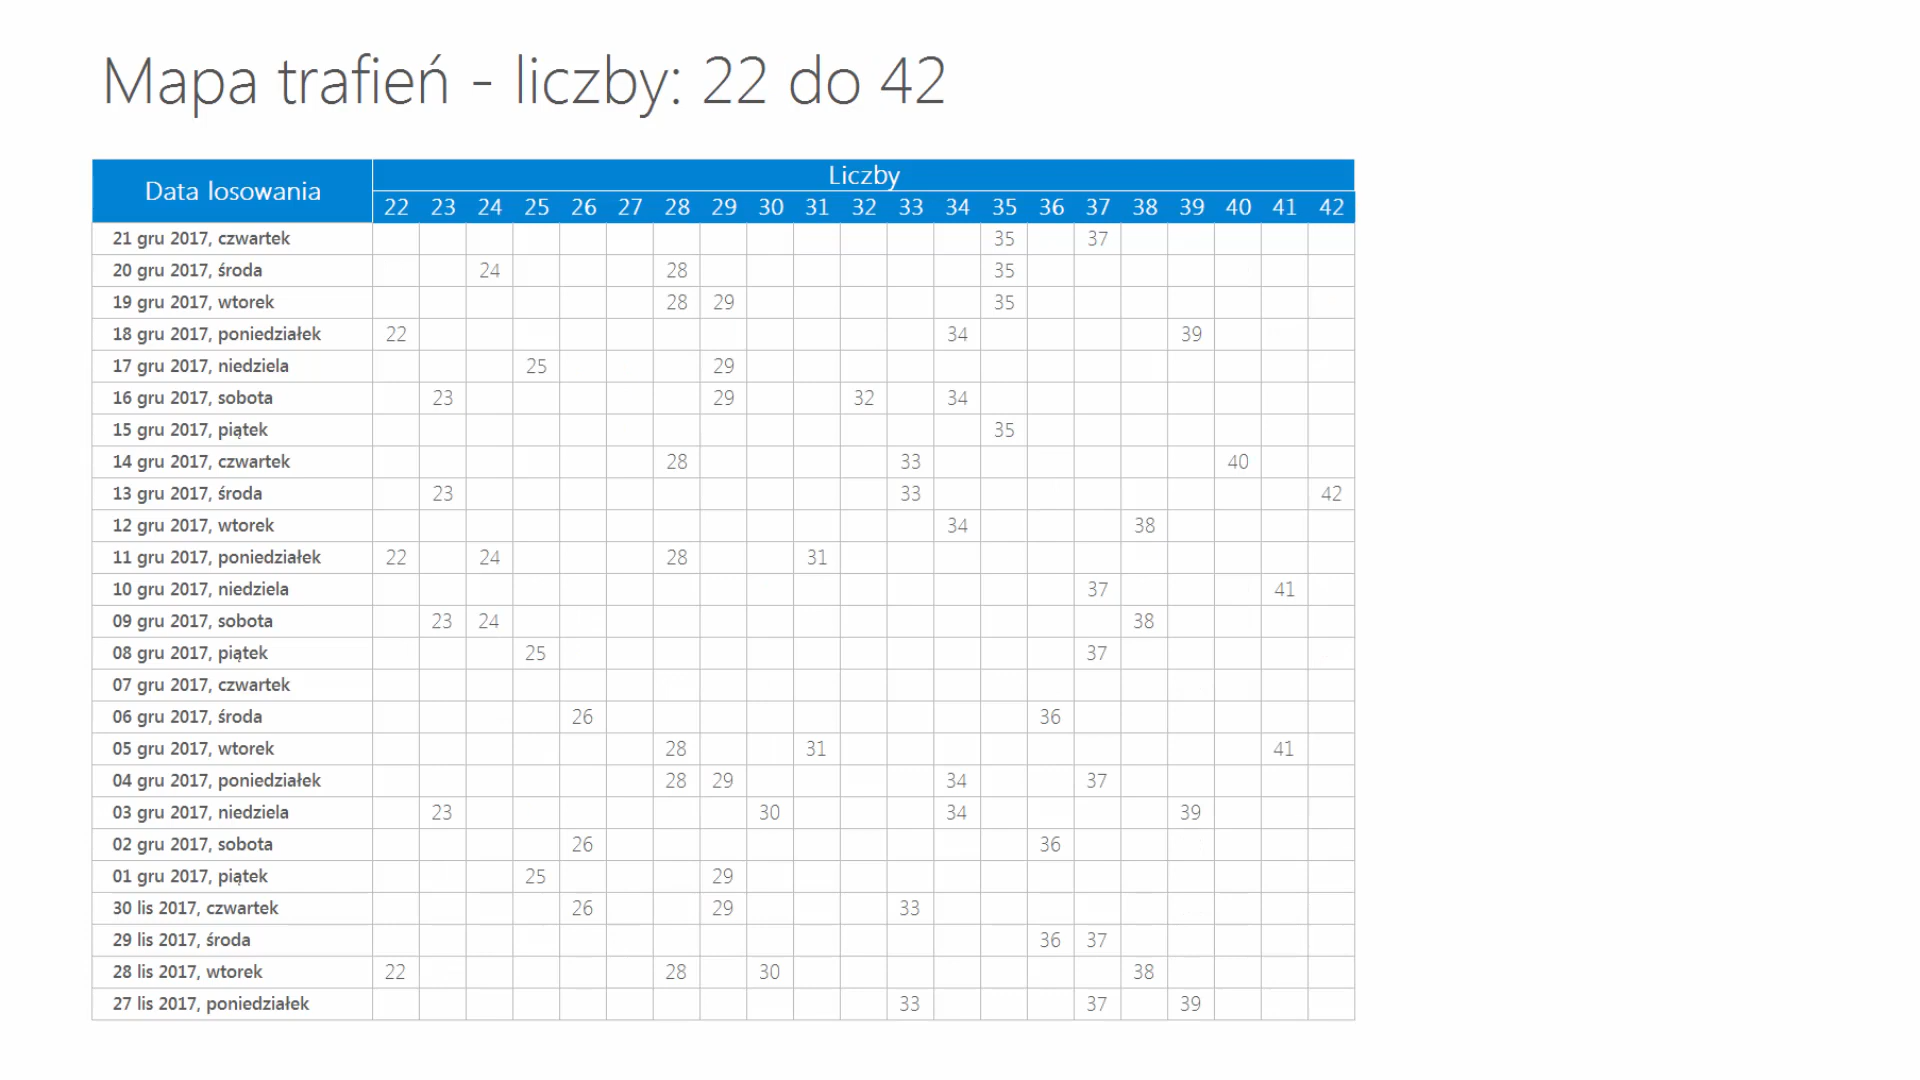 Mapa trafień - liczby: 22 do 42
Data losowania
Liczby
22 23 24 25 26 27 28 29 30 31 32 33 34 35 36 37 38 39 40 41 42
21 gru 2017, czwartek 35 37
20 gru 2017, środa 24 28 35
19 gru 2017, wtorek 28 29 35
18 gru 2017, poniedziałek 22 34 39
17 gru 2017, niedziela 25 29
16 gru 2017, sobota 23 29 32 34
15 gru 2017, piątek 35
14 gru 2017, czwartek 28 33 40
13 gru 2017, środa 23 33 42
12 gru 2017, wtorek 34 38
11 gru 2017, poniedziałek 22 24 28 31
10 gru 2017, niedziela 37 41
09 gru 2017, sobota 23 24 38
08 gru 2017, piątek 25 37
07 gru 2017, czwartek
06 gru 2017, środa 26 36
05 gru 2017, wtorek 28 31 41
04 gru 2017, poniedziałek 28 29 34 37
03 gru 2017, niedziela 23 30 34 39
02 gru 2017, sobota 26 36
01 gru 2017, piątek 25 29
30 lis 2017, czwartek 26 29 33
29 lis 2017, środa 36 37
28 lis 2017, wtorek 22 28 30 38
27 lis 2017, poniedziałek 33 37 39